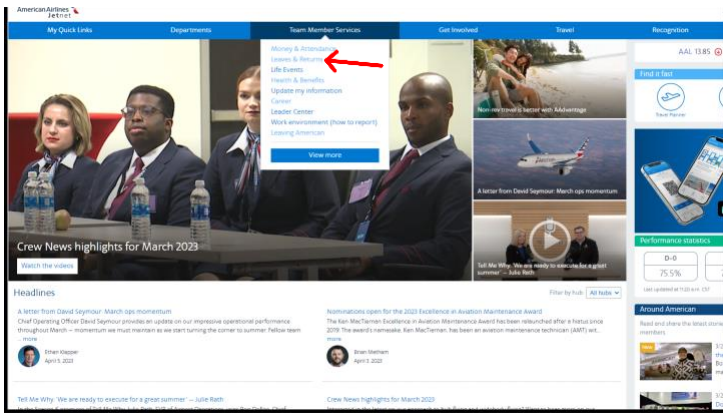 American Airlines
Jetnet
My Quick Links
Departments
Team Member Services
Get Involved
Travel
Recognition
Money & Attendance
Leaves & Returns
Life Events
Health & Benefits
Update my information
Career
Leader Center
Work environment (how to report)
Leaving American
View more
AAL 13.85
Find it fast
Travel Planner
Non-rev travel is better with AAdvantage
A letter from David Seymour: March ops momentum
Tell Me Why: 'We are ready to execute for a great
summer' – Julie Rath
Crew News highlights for March 2023
Watch the videos
Performance statistics
D-0
75.5%
Last updated at 11:20 a.m. CST
Headlines
Filter by hub: All hubs
A letter from David Seymour: March ops momentum
Chief Operating Officer David Seymour provides an update on our impressive operational performance
throughout March – momentum we must maintain as we start turning the corner to summer. Fellow team
... more
Ethan Klapper
April 5, 2023
Nominations open for the 2023 Excellence in Aviation Maintenance Award
The Ken MacTiernan Excellence in Aviation Maintenance Award has been relaunched after a hiatus since
2019. The award's namesake, Ken MacTiernan, has been an aviation maintenance technician (AMT) wit...
more
Brian Metham
April 3, 2023
Around American
Read and share the latest stories
members
New
Tell Me Why: 'We are ready to execute for a great summer' – Julie Rath
Crew News highlights for March 2023